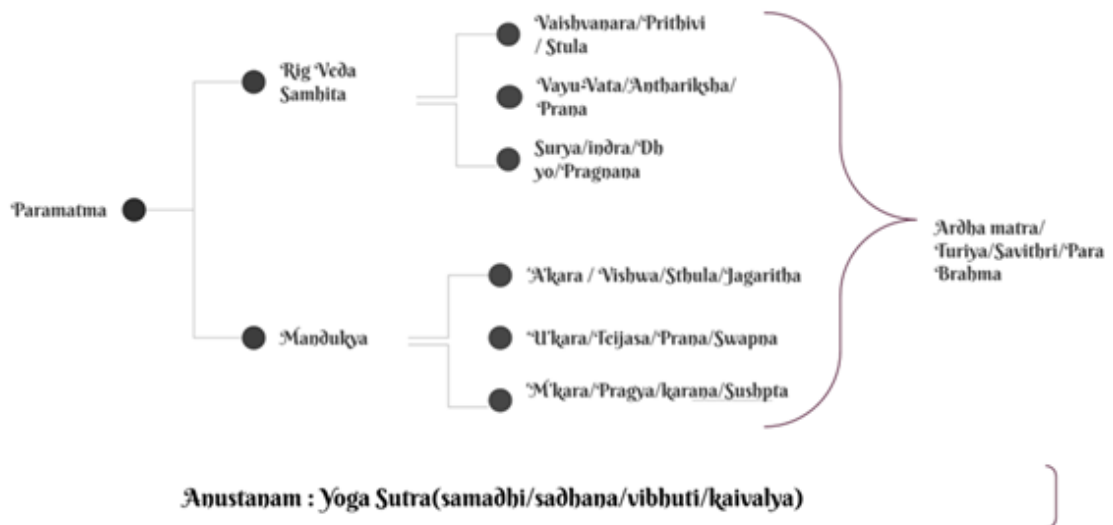 Vaishvanara/Prithivi
/ Stula
Rig Veda
Samhita
Vayu-Vata/Anthariksha/
Prana
Surya/indra/Dh
yo/Pragnana
Paramatma
Ardha matra/
Turiya/Savithri/Para
Brahma
'A'kara / Vishwa/Sthula/Jagaritha
Mandukya
'U'kara/Teijasa/Prana/Swapna
'M'kara/Pragya/karana/Sushpta
Anustanam : Yoga Sutra(samadhi/sadhana/vibhuti/kaivalya)